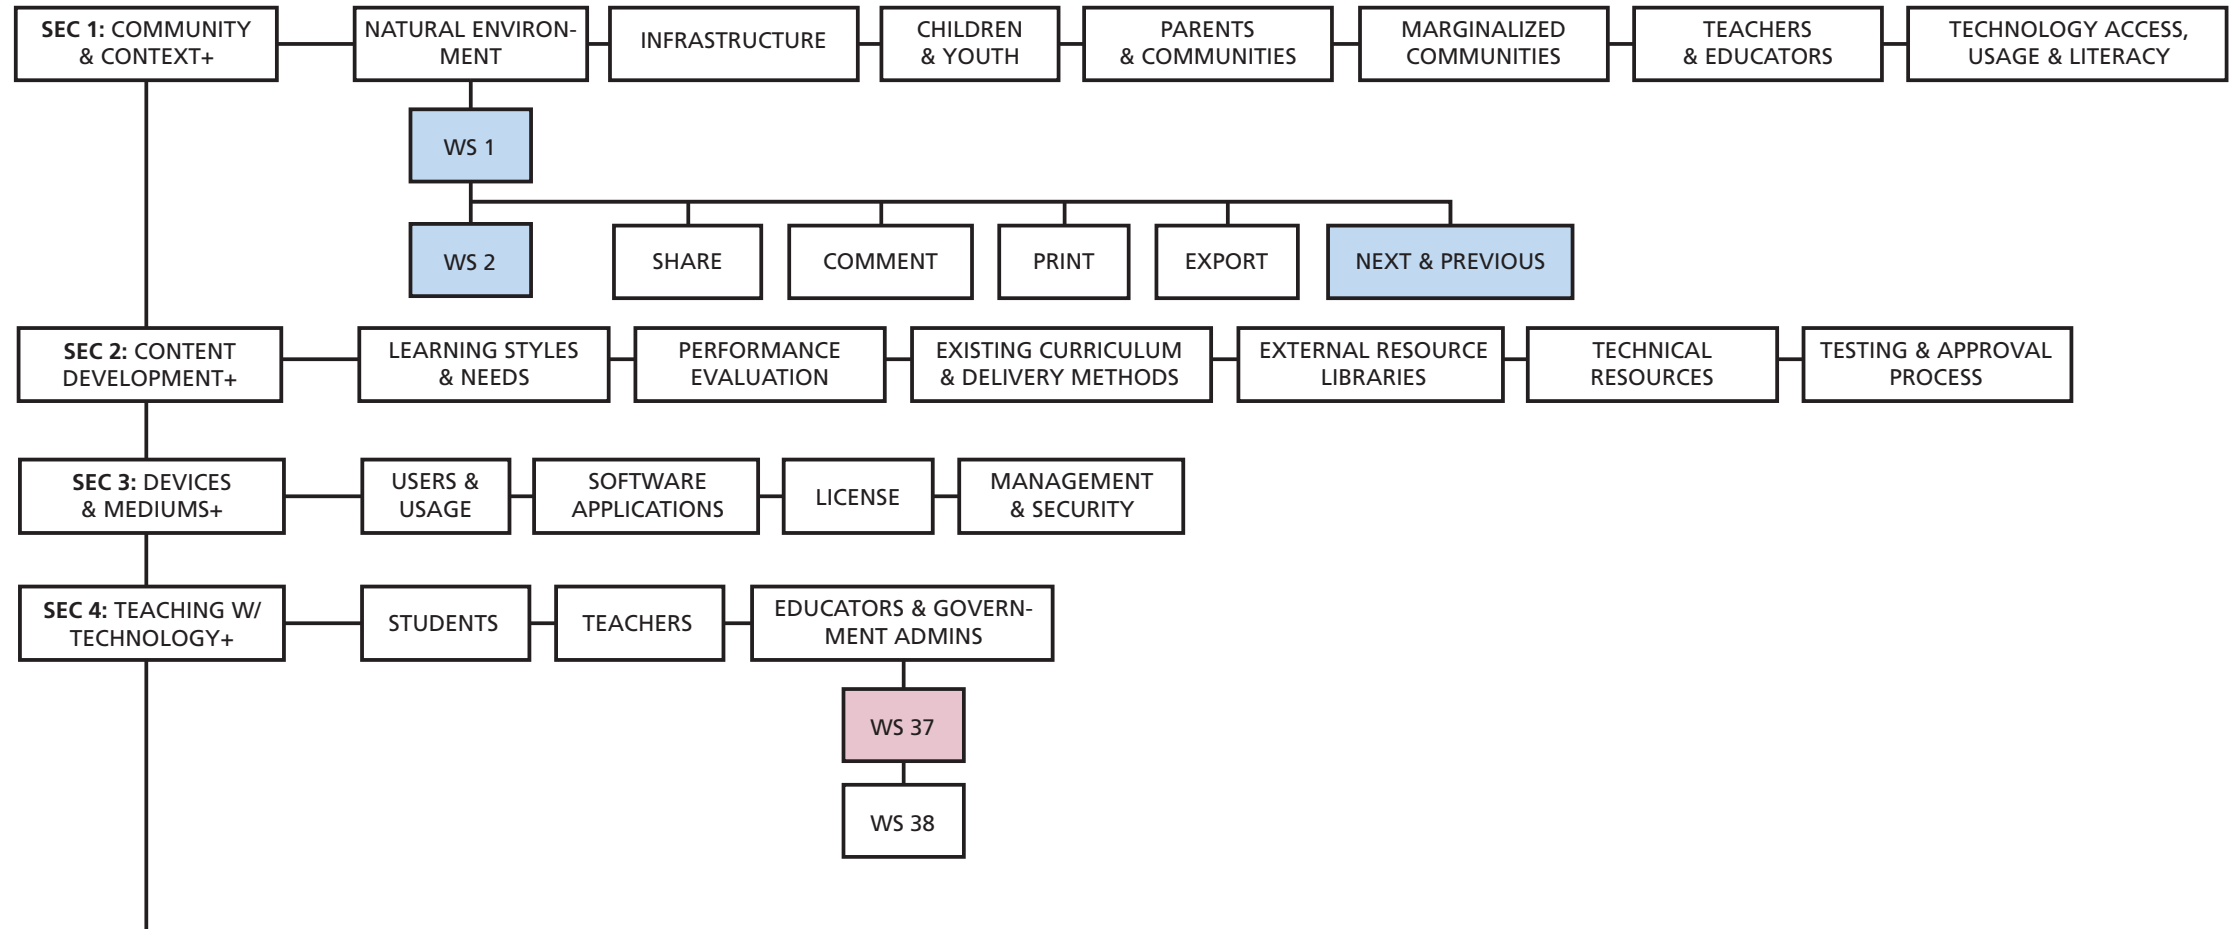 SEC 1: COMMUNITY
& CONTEXT+
NATURAL ENVIRON-
MENT
INFRASTRUCTURE
CHILDREN
& YOUTH
PARENTS
& COMMUNITIES
MARGINALIZED
COMMUNITIES
TEACHERS
& EDUCATORS
TECHNOLOGY ACCESS,
USAGE & LITERACY
WS 1
WS 2
SHARE
COMMENT
PRINT
EXPORT
NEXT & PREVIOUS
SEC 2: CONTENT
DEVELOPMENT+
LEARNING STYLES
& NEEDS
PERFORMANCE
EVALUATION
EXISTING CURRICULUM
& DELIVERY METHODS
EXTERNAL RESOURCE
LIBRARIES
TECHNICAL
RESOURCES
TESTING & APPROVAL
PROCESS
SEC 3: DEVICES
& MEDIUMS+
USERS &
USAGE
SOFTWARE
APPLICATIONS
LICENSE
MANAGEMENT
& SECURITY
SEC 4: TEACHING W/
TECHNOLOGY+
STUDENTS
TEACHERS
EDUCATORS & GOVERN-
MENT ADMINS
WS 37
WS 38